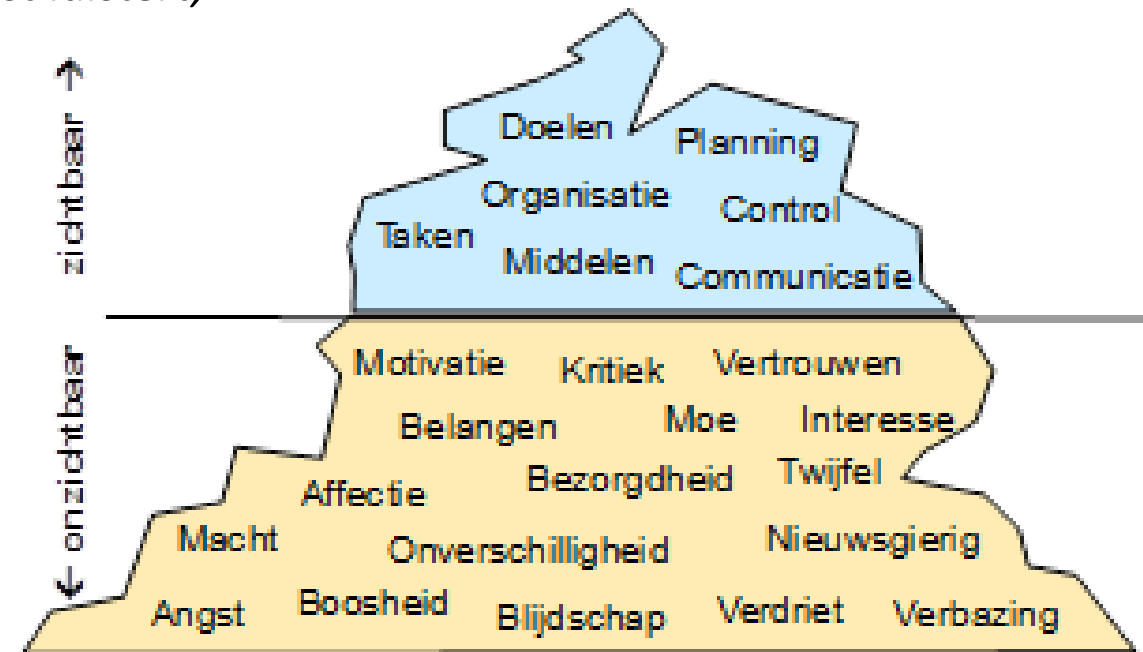 zichtbaar
Doelen
Planning
Organisatie
Control
Taken
Middelen
Communicatie
onzichtbaar
Motivatie
Kritiek
Vertrouwen
Belangen
Moe
Interesse
Bezorgdheid
Twijfel
Affectie
Macht
Onverschilligheid
Nieuwsgierig
Angst
Boosheid
Blijdschap
Verdriet
Verbazing